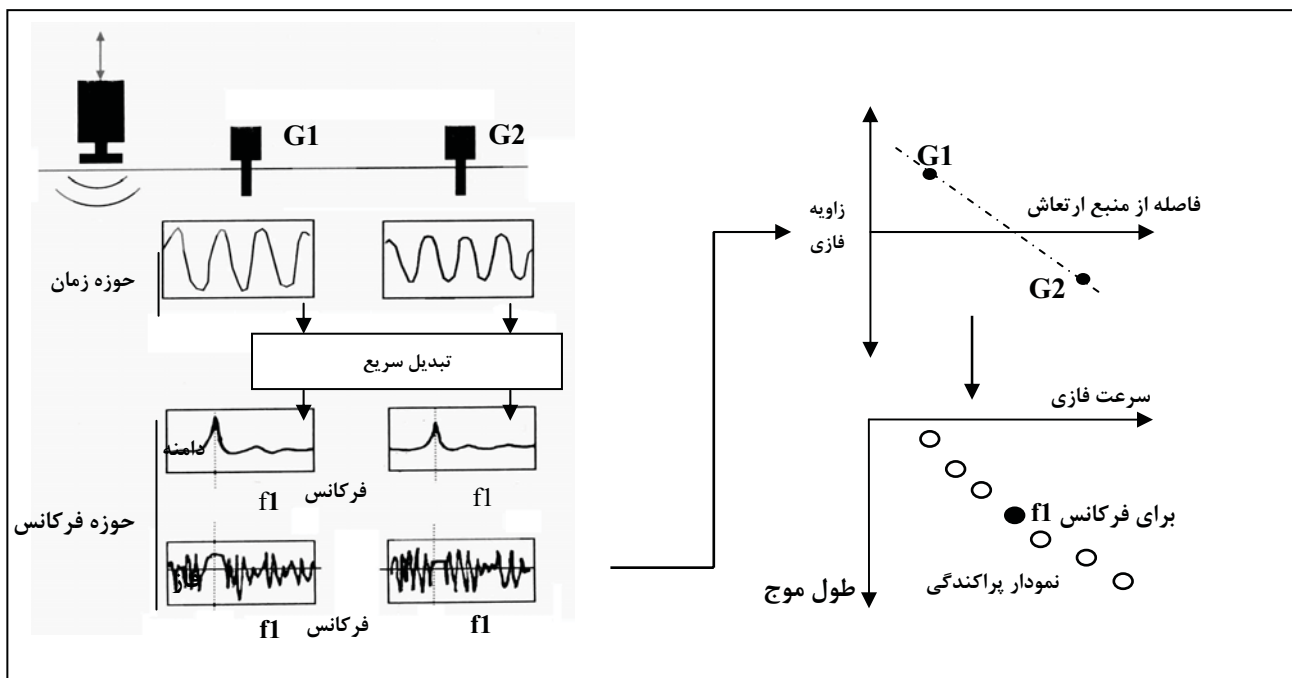 G1
G2
حوزه زمان
تبدیل سریع
دامنه
f1
فرکانس
f1
حوزه فرکانس
فاز
f1
فرکانس
f1
زاویه
فازی
G1
فاصله از منبع ارتعاش
G2
سرعت فازی
برای فرکانس f1
نمودار پراکندگی
طول موج